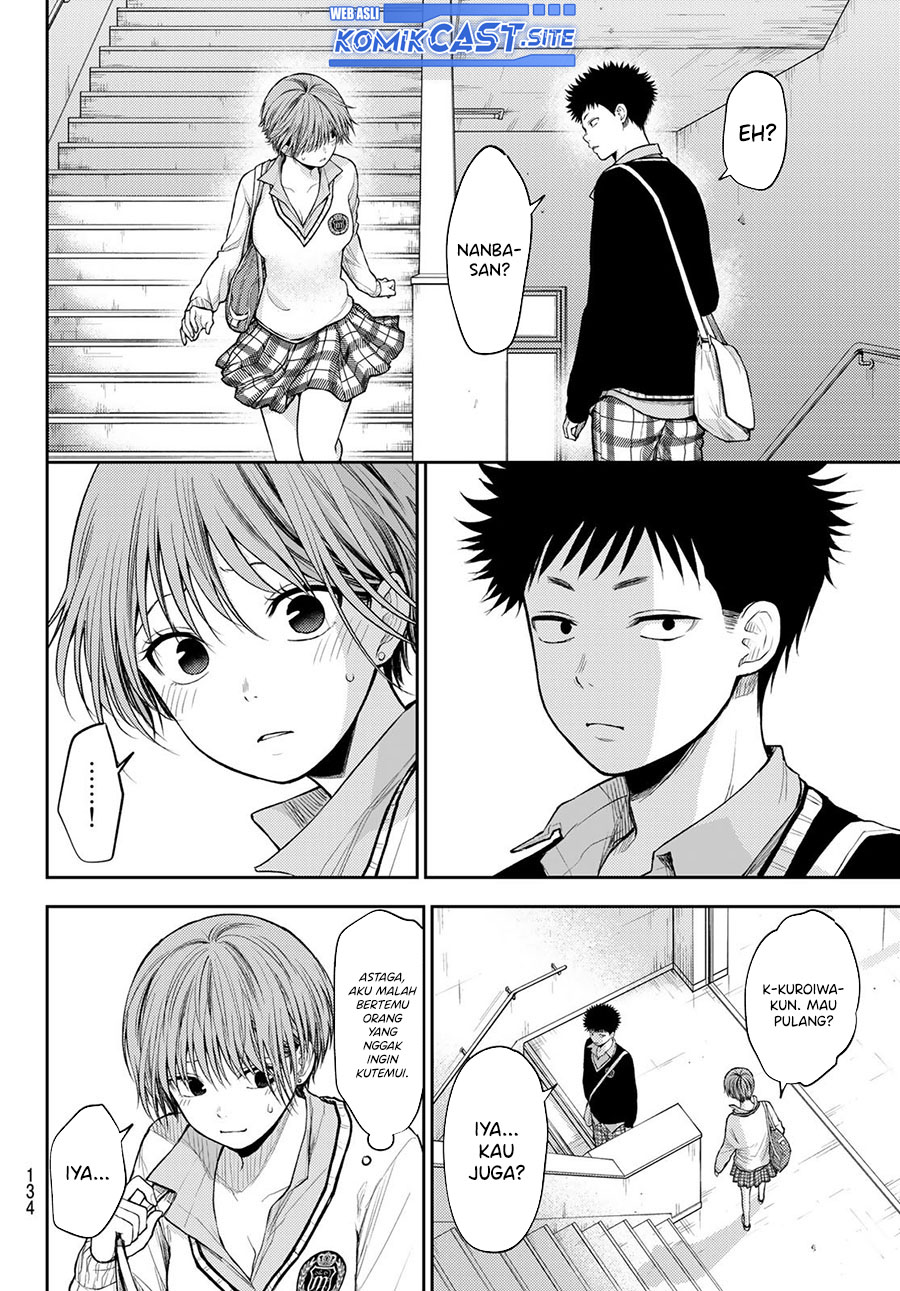 WEB ASLI
KOMIKCAST.SITE
EH?
NANBA-
SAN?
.......!
K-KUROIWA-
KUN. MAU
PULANG?
IYA...
KAU
JUGA?
ASTAGA,
AKU MALAH
BERTEMU
ORANG
YANG
NGGAK
INGIN
KUTEMUI.
IYA...
134